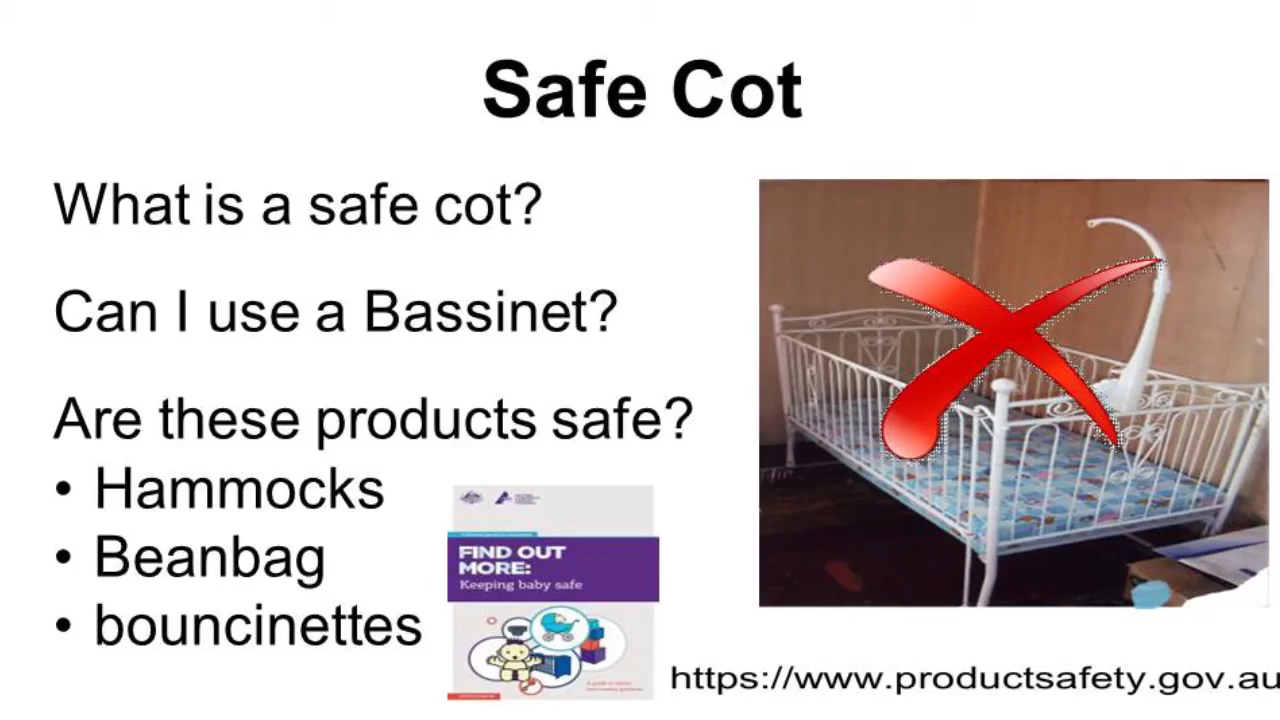 Safe Cot
What is a safe cot?
Can I use a Bassinet?
Are these products safe?
• Hammocks
• Beanbag
• bouncinettes
FIND OUT
MORE:
Keeping baby safe
https://www.productsafety.gov.au